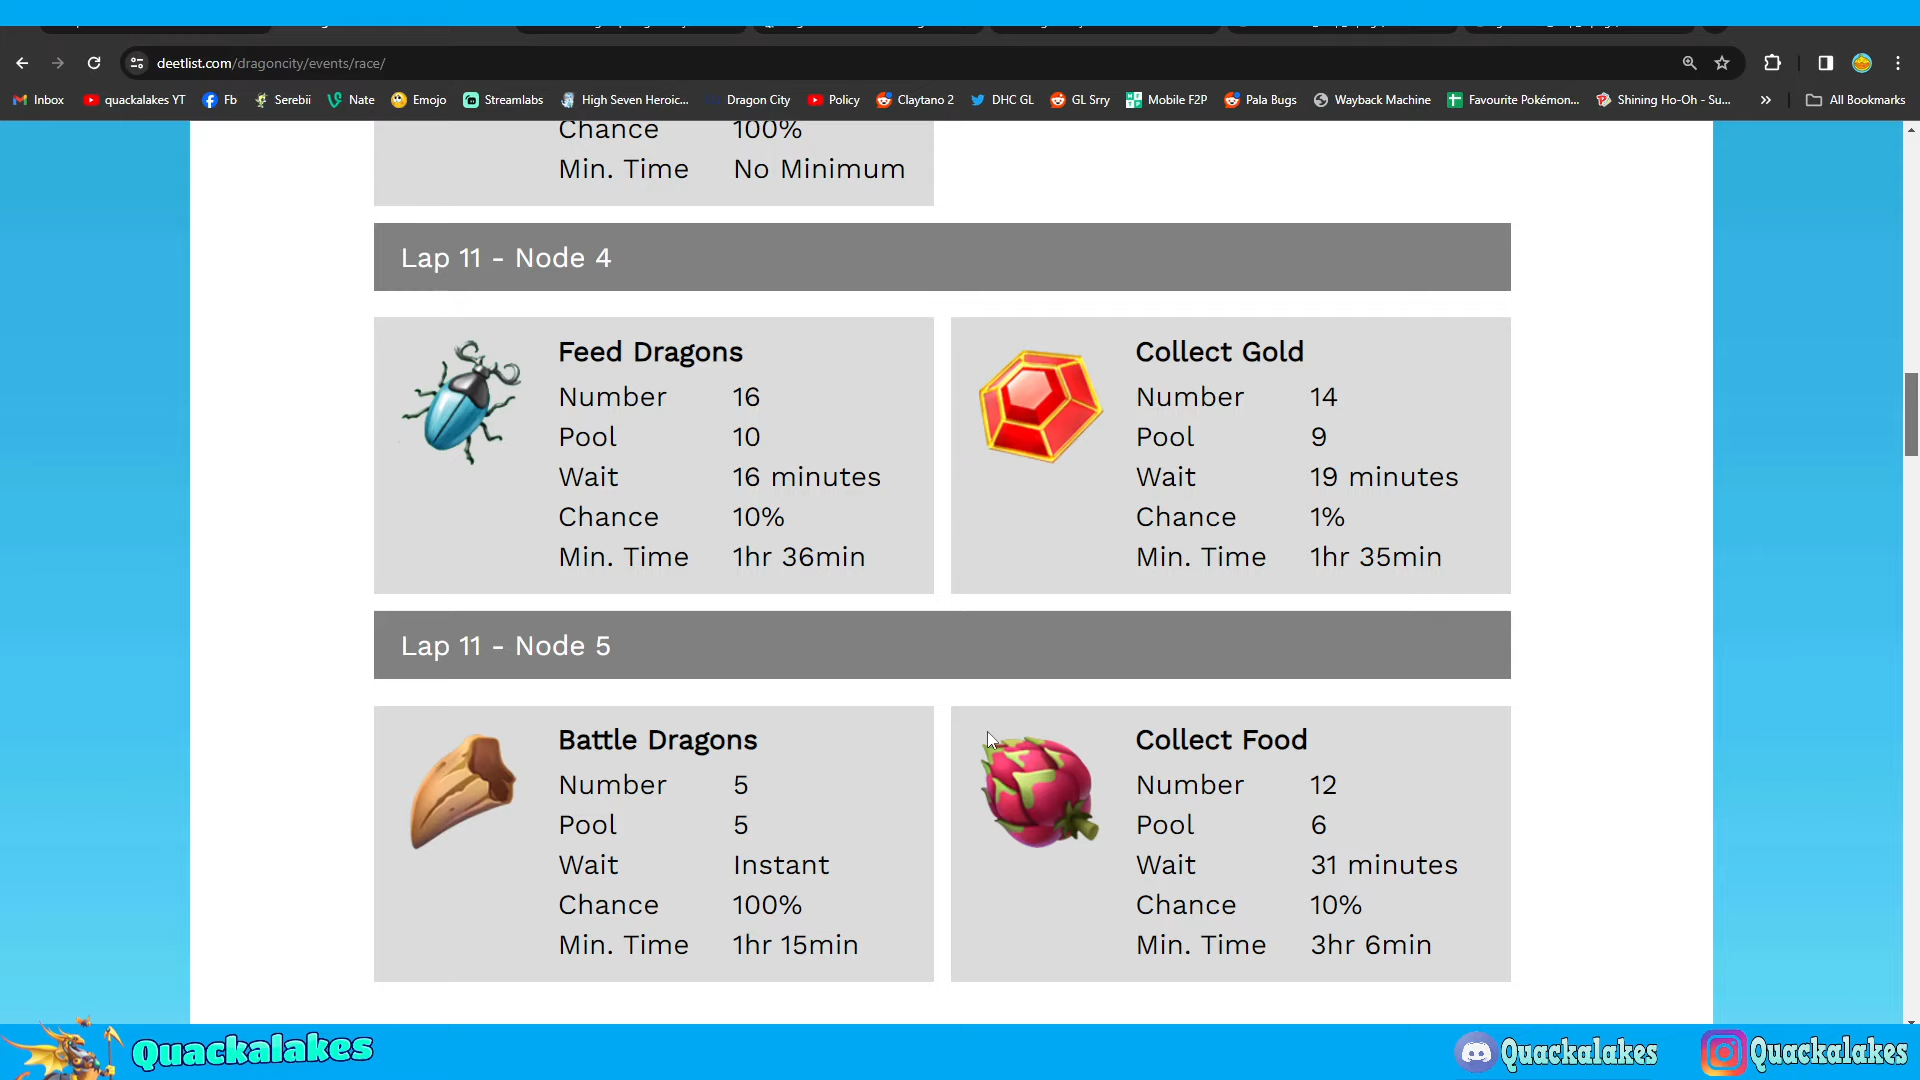 deetlist.com/dragoncity/events/race/
Inbox quackalakes YT Fb Serebii Nate Emojo Streamlabs High Seven Heroic... Dragon City Policy Claytano 2 DHC GL GL Srry Mobile F2P Pala Bugs Wayback Machine Favourite Pokémon... Shining Ho-Oh - Su... » All Bookmarks
Chance 100%
Min. Time No Minimum
Lap 11 - Node 4
Feed Dragons
Number 16
Pool 10
Wait 16 minutes
Chance 10%
Min. Time 1hr 36min
Collect Gold
Number 14
Pool 9
Wait 19 minutes
Chance 1%
Min. Time 1hr 35min
Lap 11 - Node 5
Battle Dragons
Number 5
Pool 5
Wait Instant
Chance 100%
Min. Time 1hr 15min
Collect Food
Number 12
Pool 6
Wait 31 minutes
Chance 10%
Min. Time 3hr 6min
Quackalakes Quackalakes Quackalakes